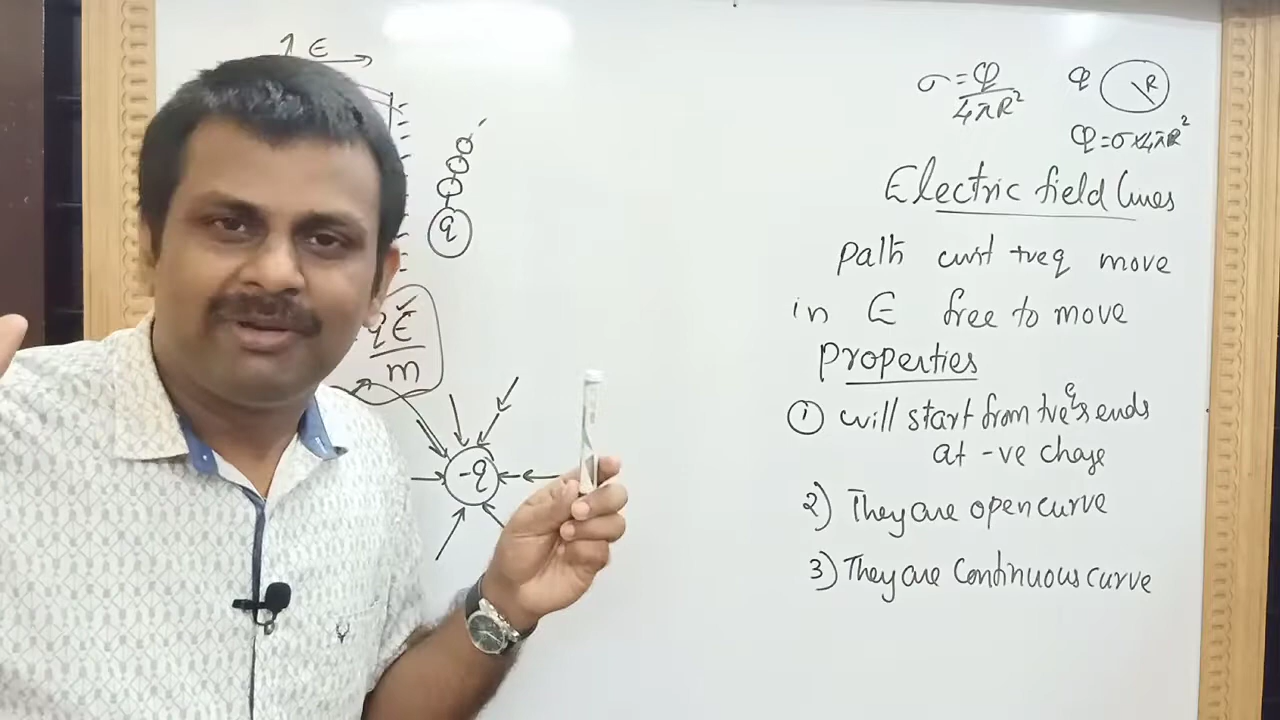 E
q
qE
m
-q
σ = Q
4πR²
q R
Q = σ×4πR²
Electric field lines
path unit +ve q move
in E free to move
Properties
① will start from +ve q's ends
at -ve charge
2) They are open curve
3) They are Continuous curve